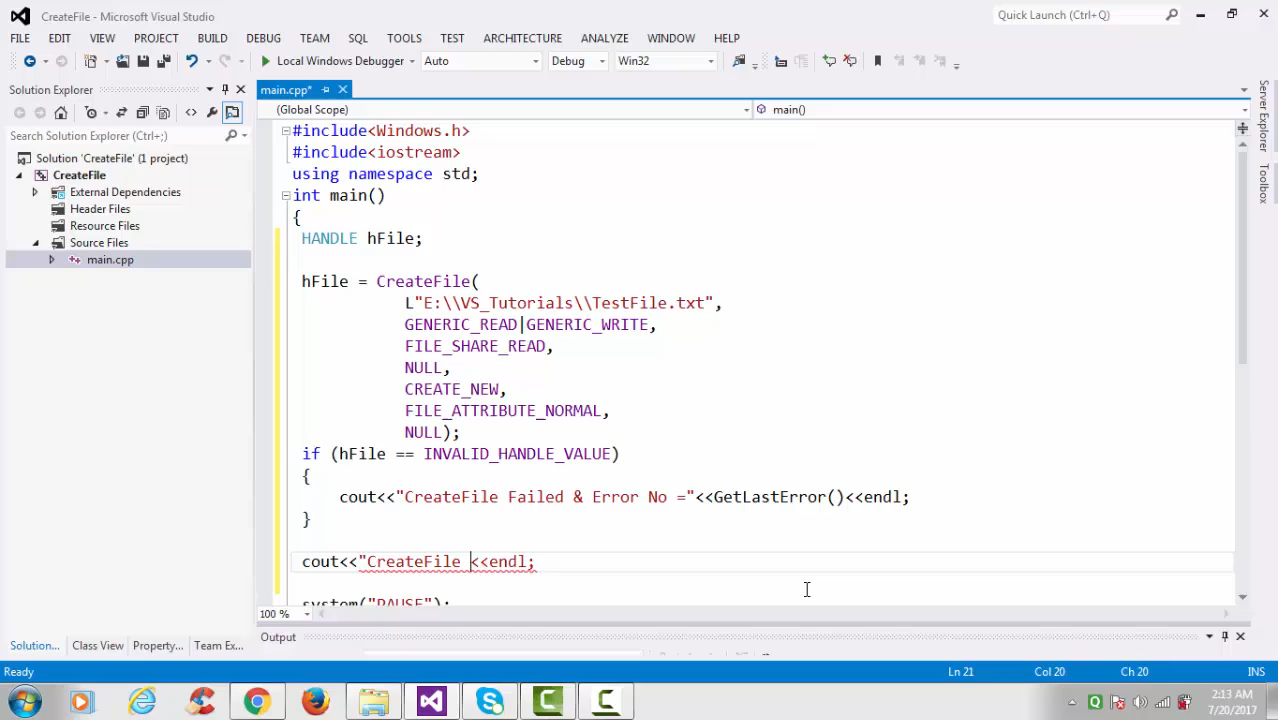 CreateFile - Microsoft Visual Studio
Quick Launch (Ctrl+Q)
FILE EDIT VIEW PROJECT BUILD DEBUG TEAM SQL TOOLS TEST ARCHITECTURE ANALYZE WINDOW HELP
Local Windows Debugger Auto Debug Win32
Solution Explorer
main.cpp*
(Global Scope) main()
Search Solution Explorer (Ctrl+;)
Solution 'CreateFile' (1 project)
CreateFile
External Dependencies
Header Files
Resource Files
Source Files
main.cpp
#include<Windows.h>
#include<iostream>
using namespace std;
int main()
{
HANDLE hFile;
hFile = CreateFile(
L"E:\\VS_Tutorials\\TestFile.txt",
GENERIC_READ|GENERIC_WRITE,
FILE_SHARE_READ,
NULL,
CREATE_NEW,
FILE_ATTRIBUTE_NORMAL,
NULL);
if (hFile == INVALID_HANDLE_VALUE)
{
cout<<"CreateFile Failed & Error No ="<<GetLastError()<<endl;
}
cout<<"CreateFile <<endl;
system("PAUSE");
100 %
Server Explorer
Toolbox
Output
Solution... Class View Property... Team Ex...
Ready Ln 21 Col 20 Ch 20 INS
2:13 AM
7/20/2017